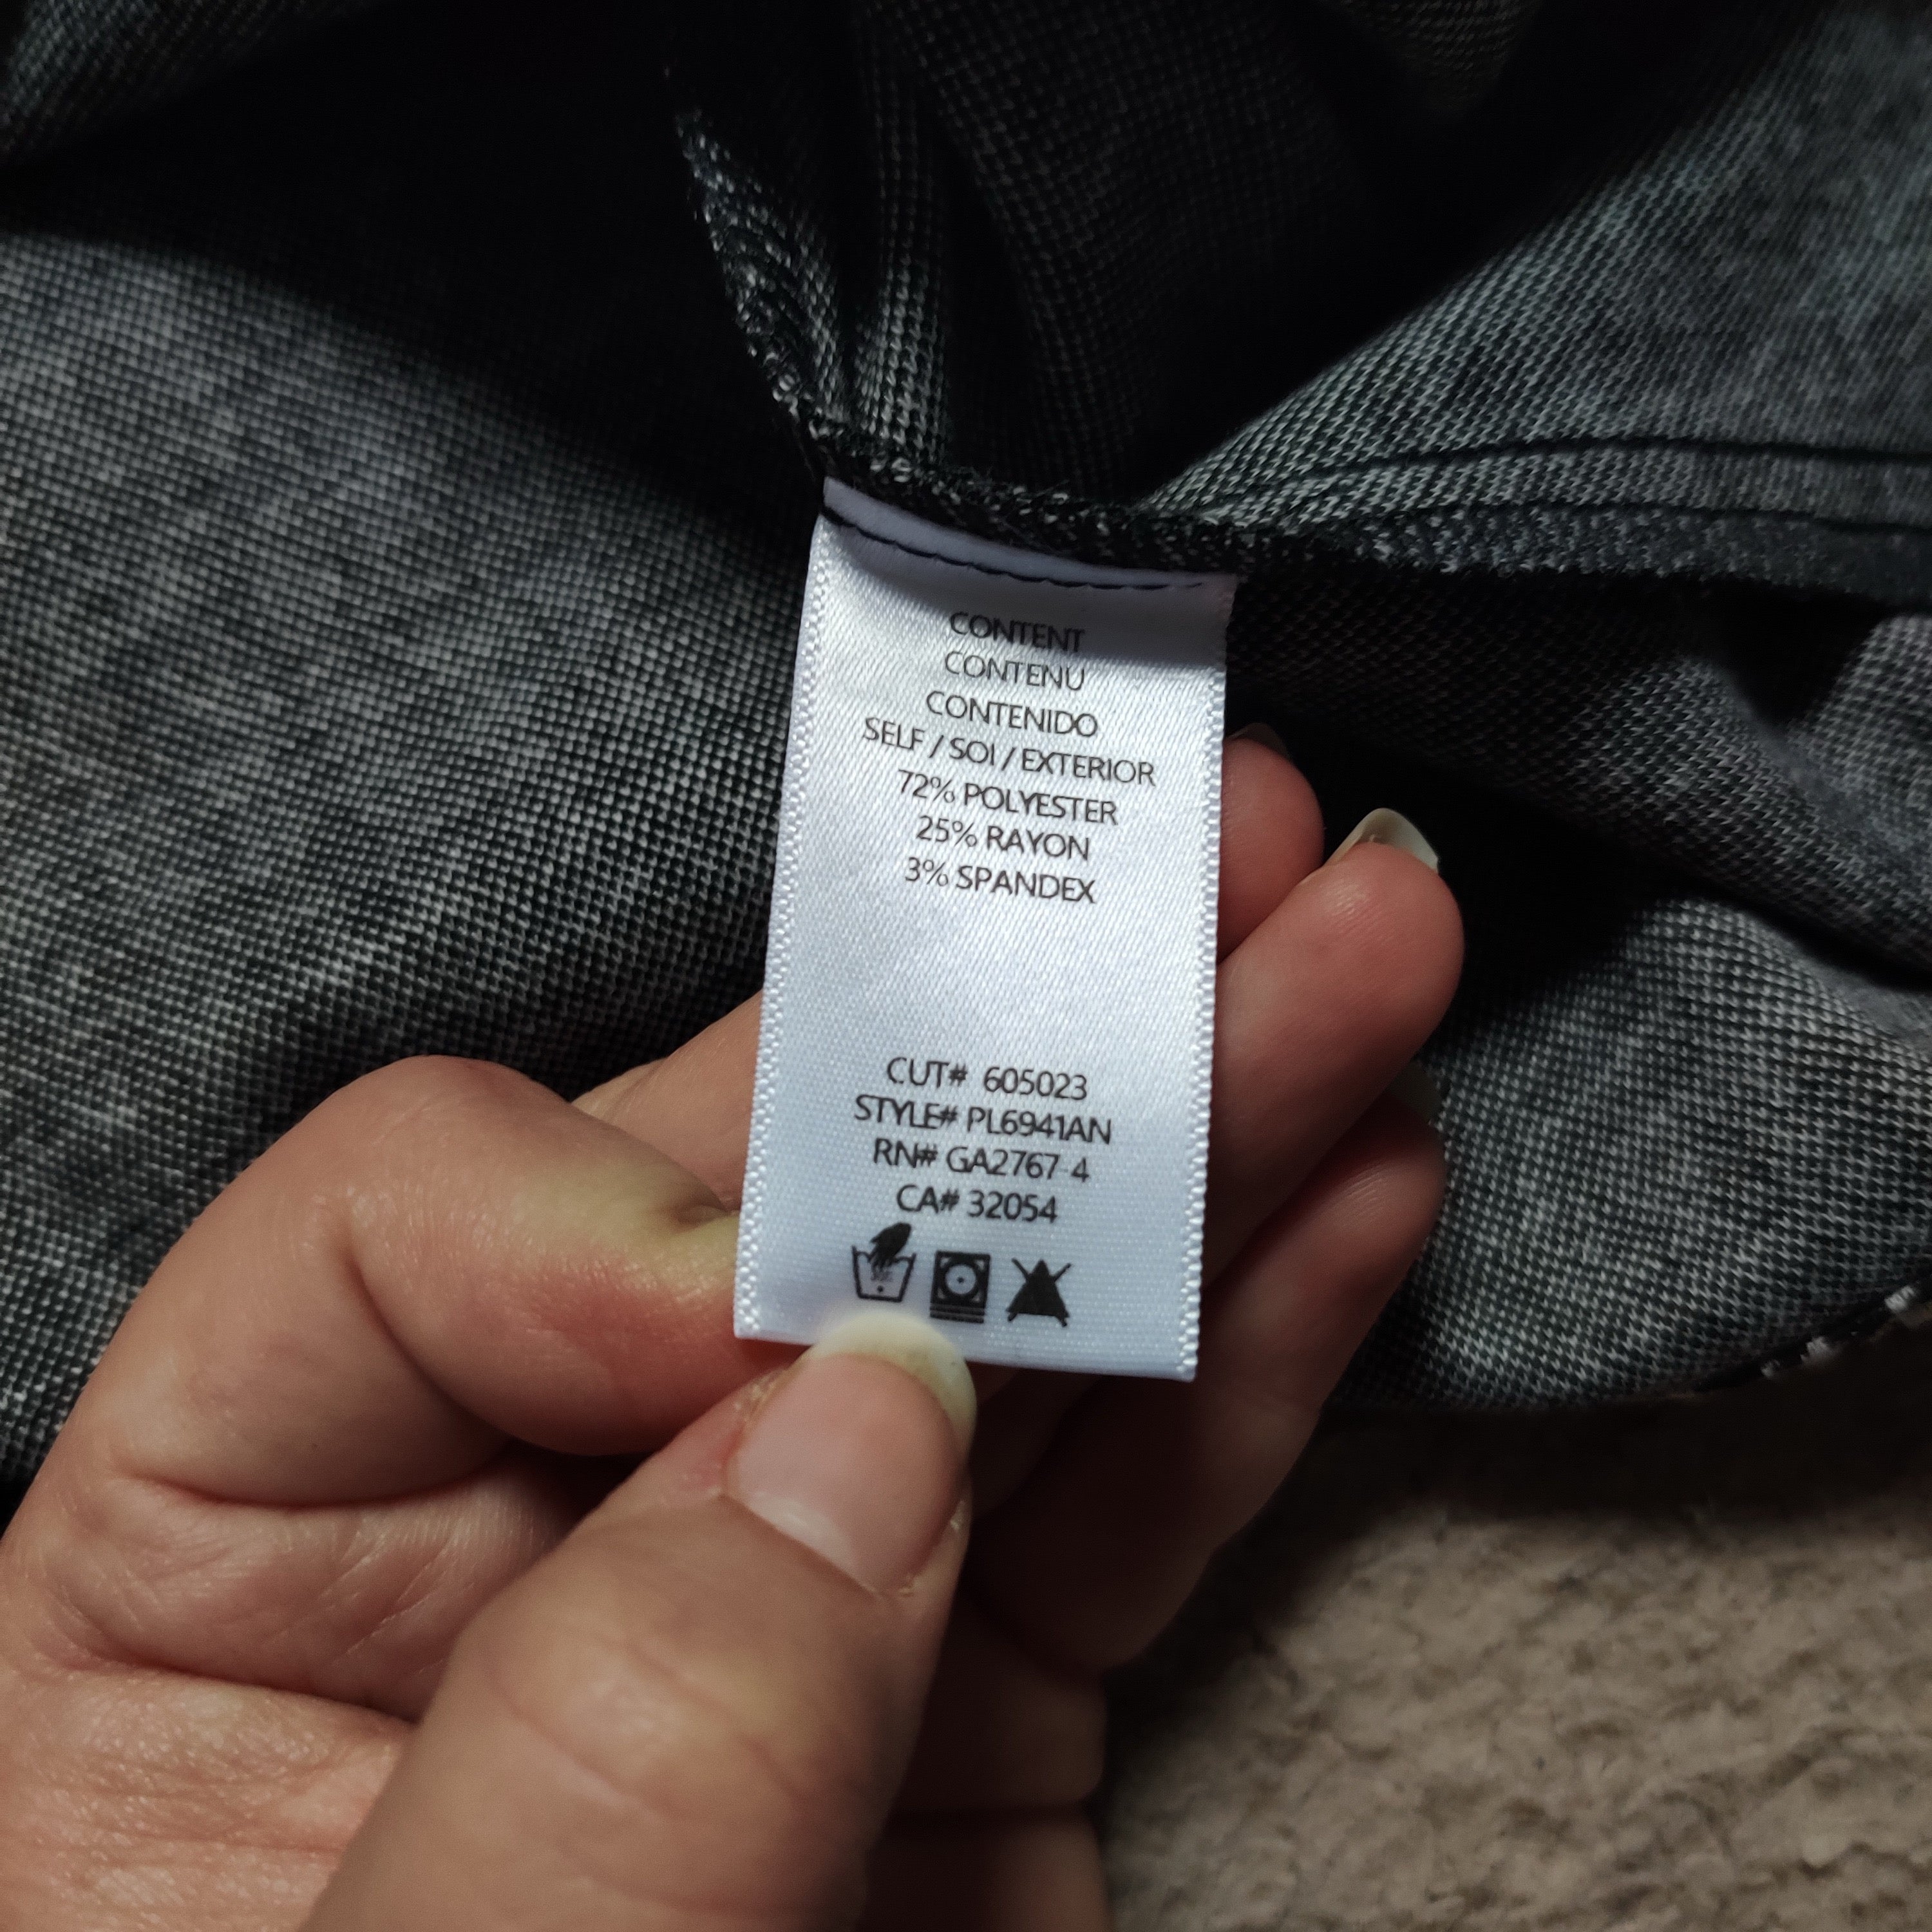 CONTENT
CONTENU
CONTENIDO
SELF / SOI / EXTERIOR
72% POLYESTER
25% RAYON
3% SPANDEX
CUT# 605023
STYLE# PL6941AN
RN# GA2767 4
CA# 32054